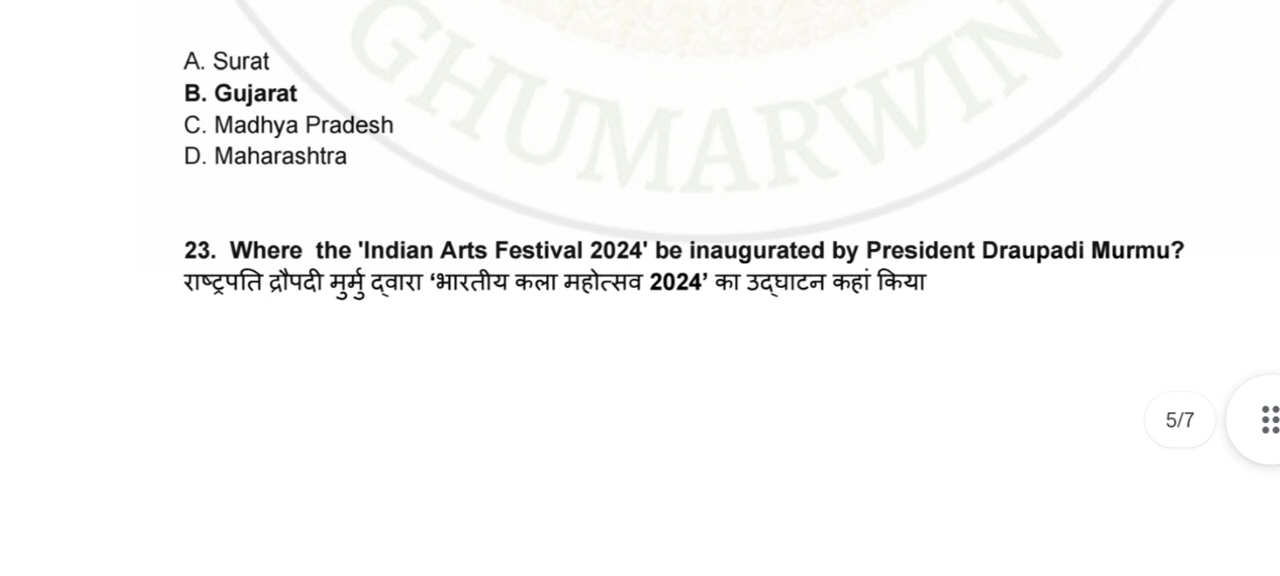 GHUMARWIN
A. Surat
B. Gujarat
C. Madhya Pradesh
D. Maharashtra
23. Where the 'Indian Arts Festival 2024' be inaugurated by President Draupadi Murmu?
राष्ट्रपति द्रौपदी मुर्मु द्वारा ‘भारतीय कला महोत्सव 2024’ का उद्घाटन कहां किया
5/7